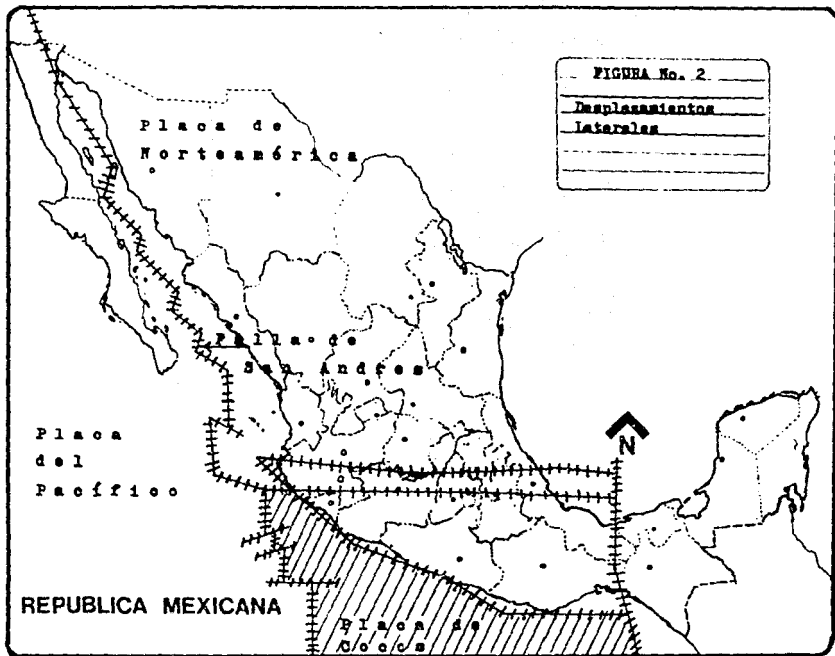 FIGURA No. 2
Desplazamientos
Laterales
Placa de
Norteamérica
Falla de
San Andres
Placa
del
Pacífico
N
REPUBLICA MEXICANA
Placa de
Cocos